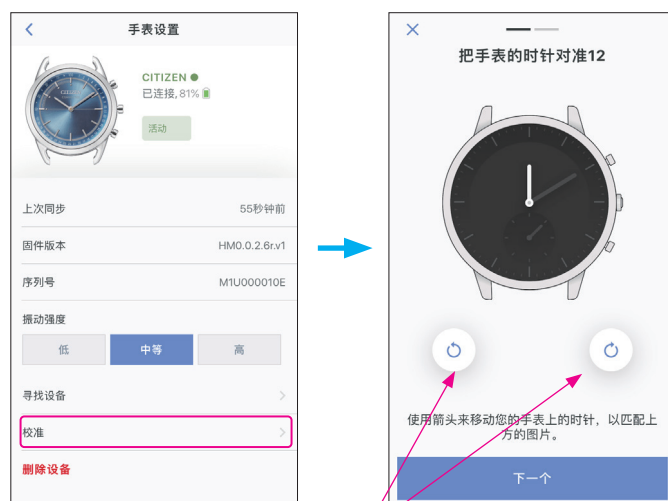 手表设置
CITIZEN
已连接, 81%
活动
上次同步 55秒钟前
固件版本 HM0.0.2.6r.v1
序列号 M1U000010E
振动强度
低 中等 高
寻找设备
校准
删除设备
把手表的时针对准12
使用箭头来移动您的手表上的时针，以匹配上
方的图片。
下一个